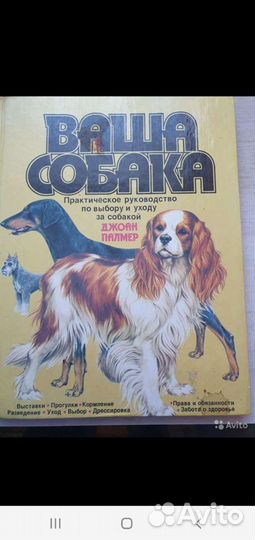 ВАША
СОБАКА
Практическое руководство
по выбору и уходу
за собакой
ДЖОАН
ПАЛМЕР
Выставки • Прогулки • Кормление
Разведение • Уход • Выбор • Дрессировка
• Права и обязанности
• Забота о здоровье
Avito
Avito